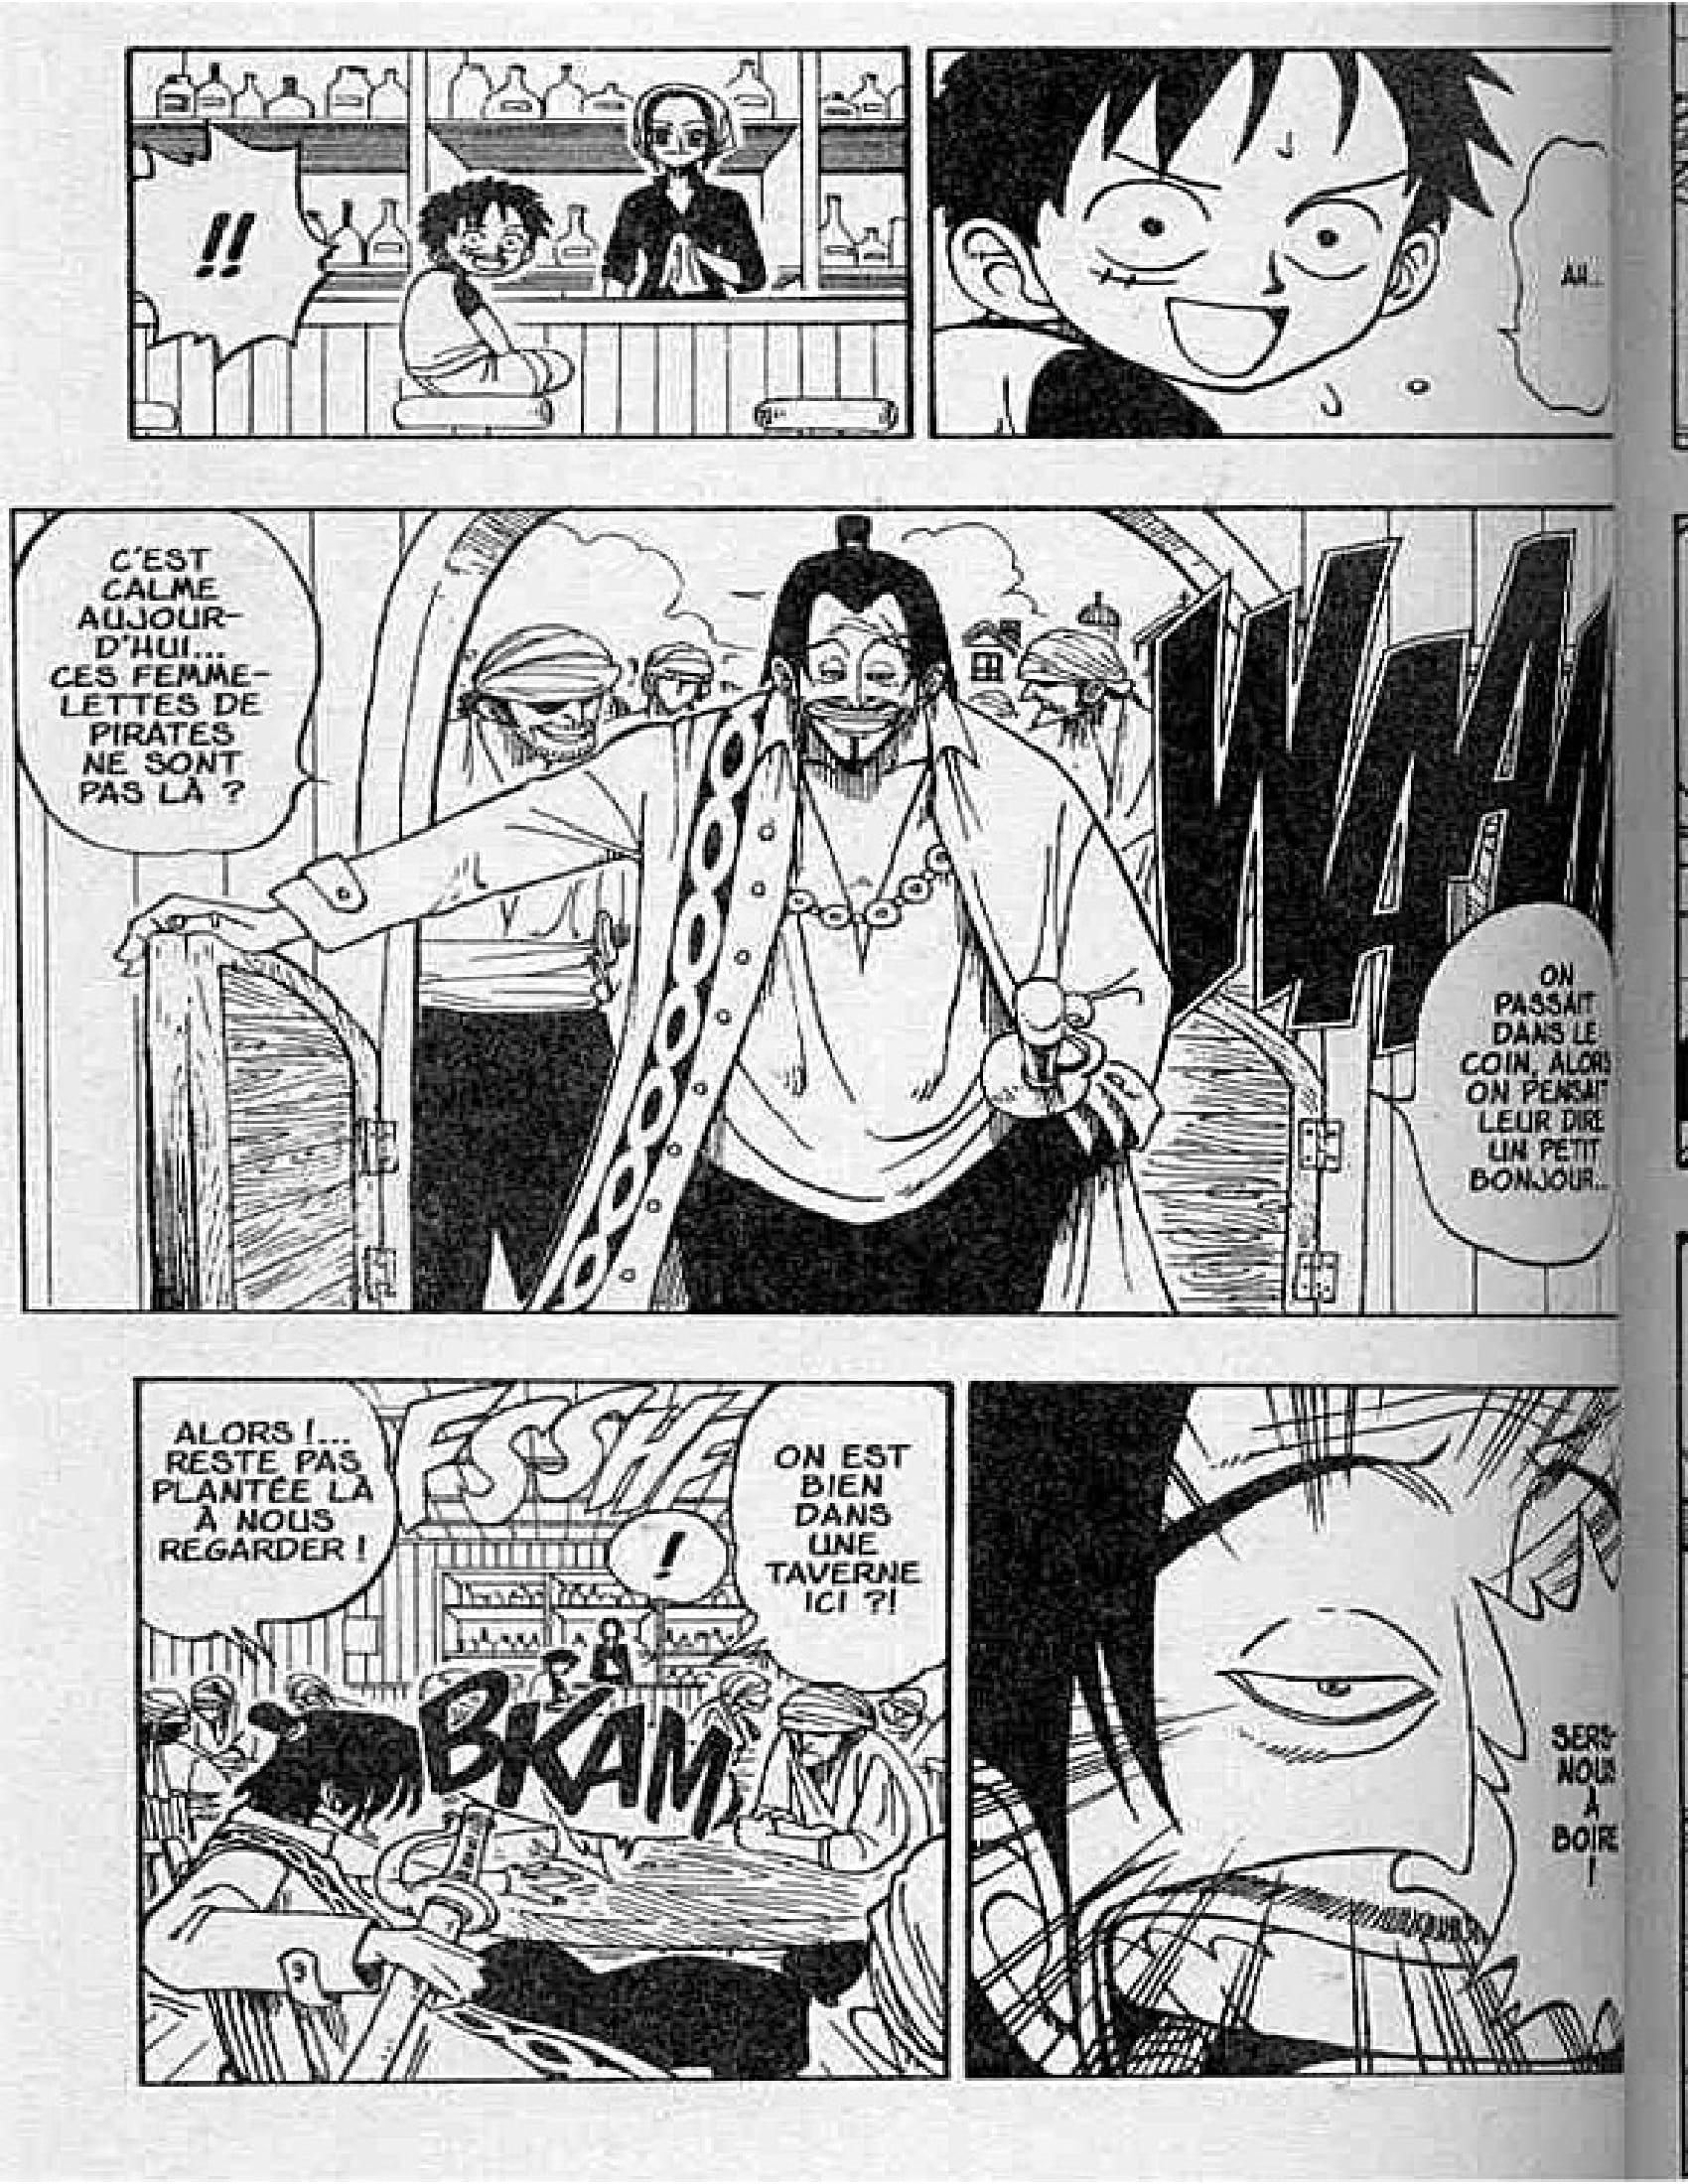 AH..
!!
ON
PASSAIT
DANS LE
COIN, ALORS
ON PENSAIT
LEUR DIRE
UN PETIT
BONJOUR...
C'EST
CALME
AUJOUR-
D'HUI...
CES FEMME-
LETTES DE
PIRATES
NE SONT
PAS LÀ ?
SERS-
NOUS
À
BOIRE
!
ON EST
BIEN
DANS
UNE
TAVERNE
ICI ?!
!
BKAM
ALORS !...
RESTE PAS
PLANTÉE LÀ
À NOUS
REGARDER !